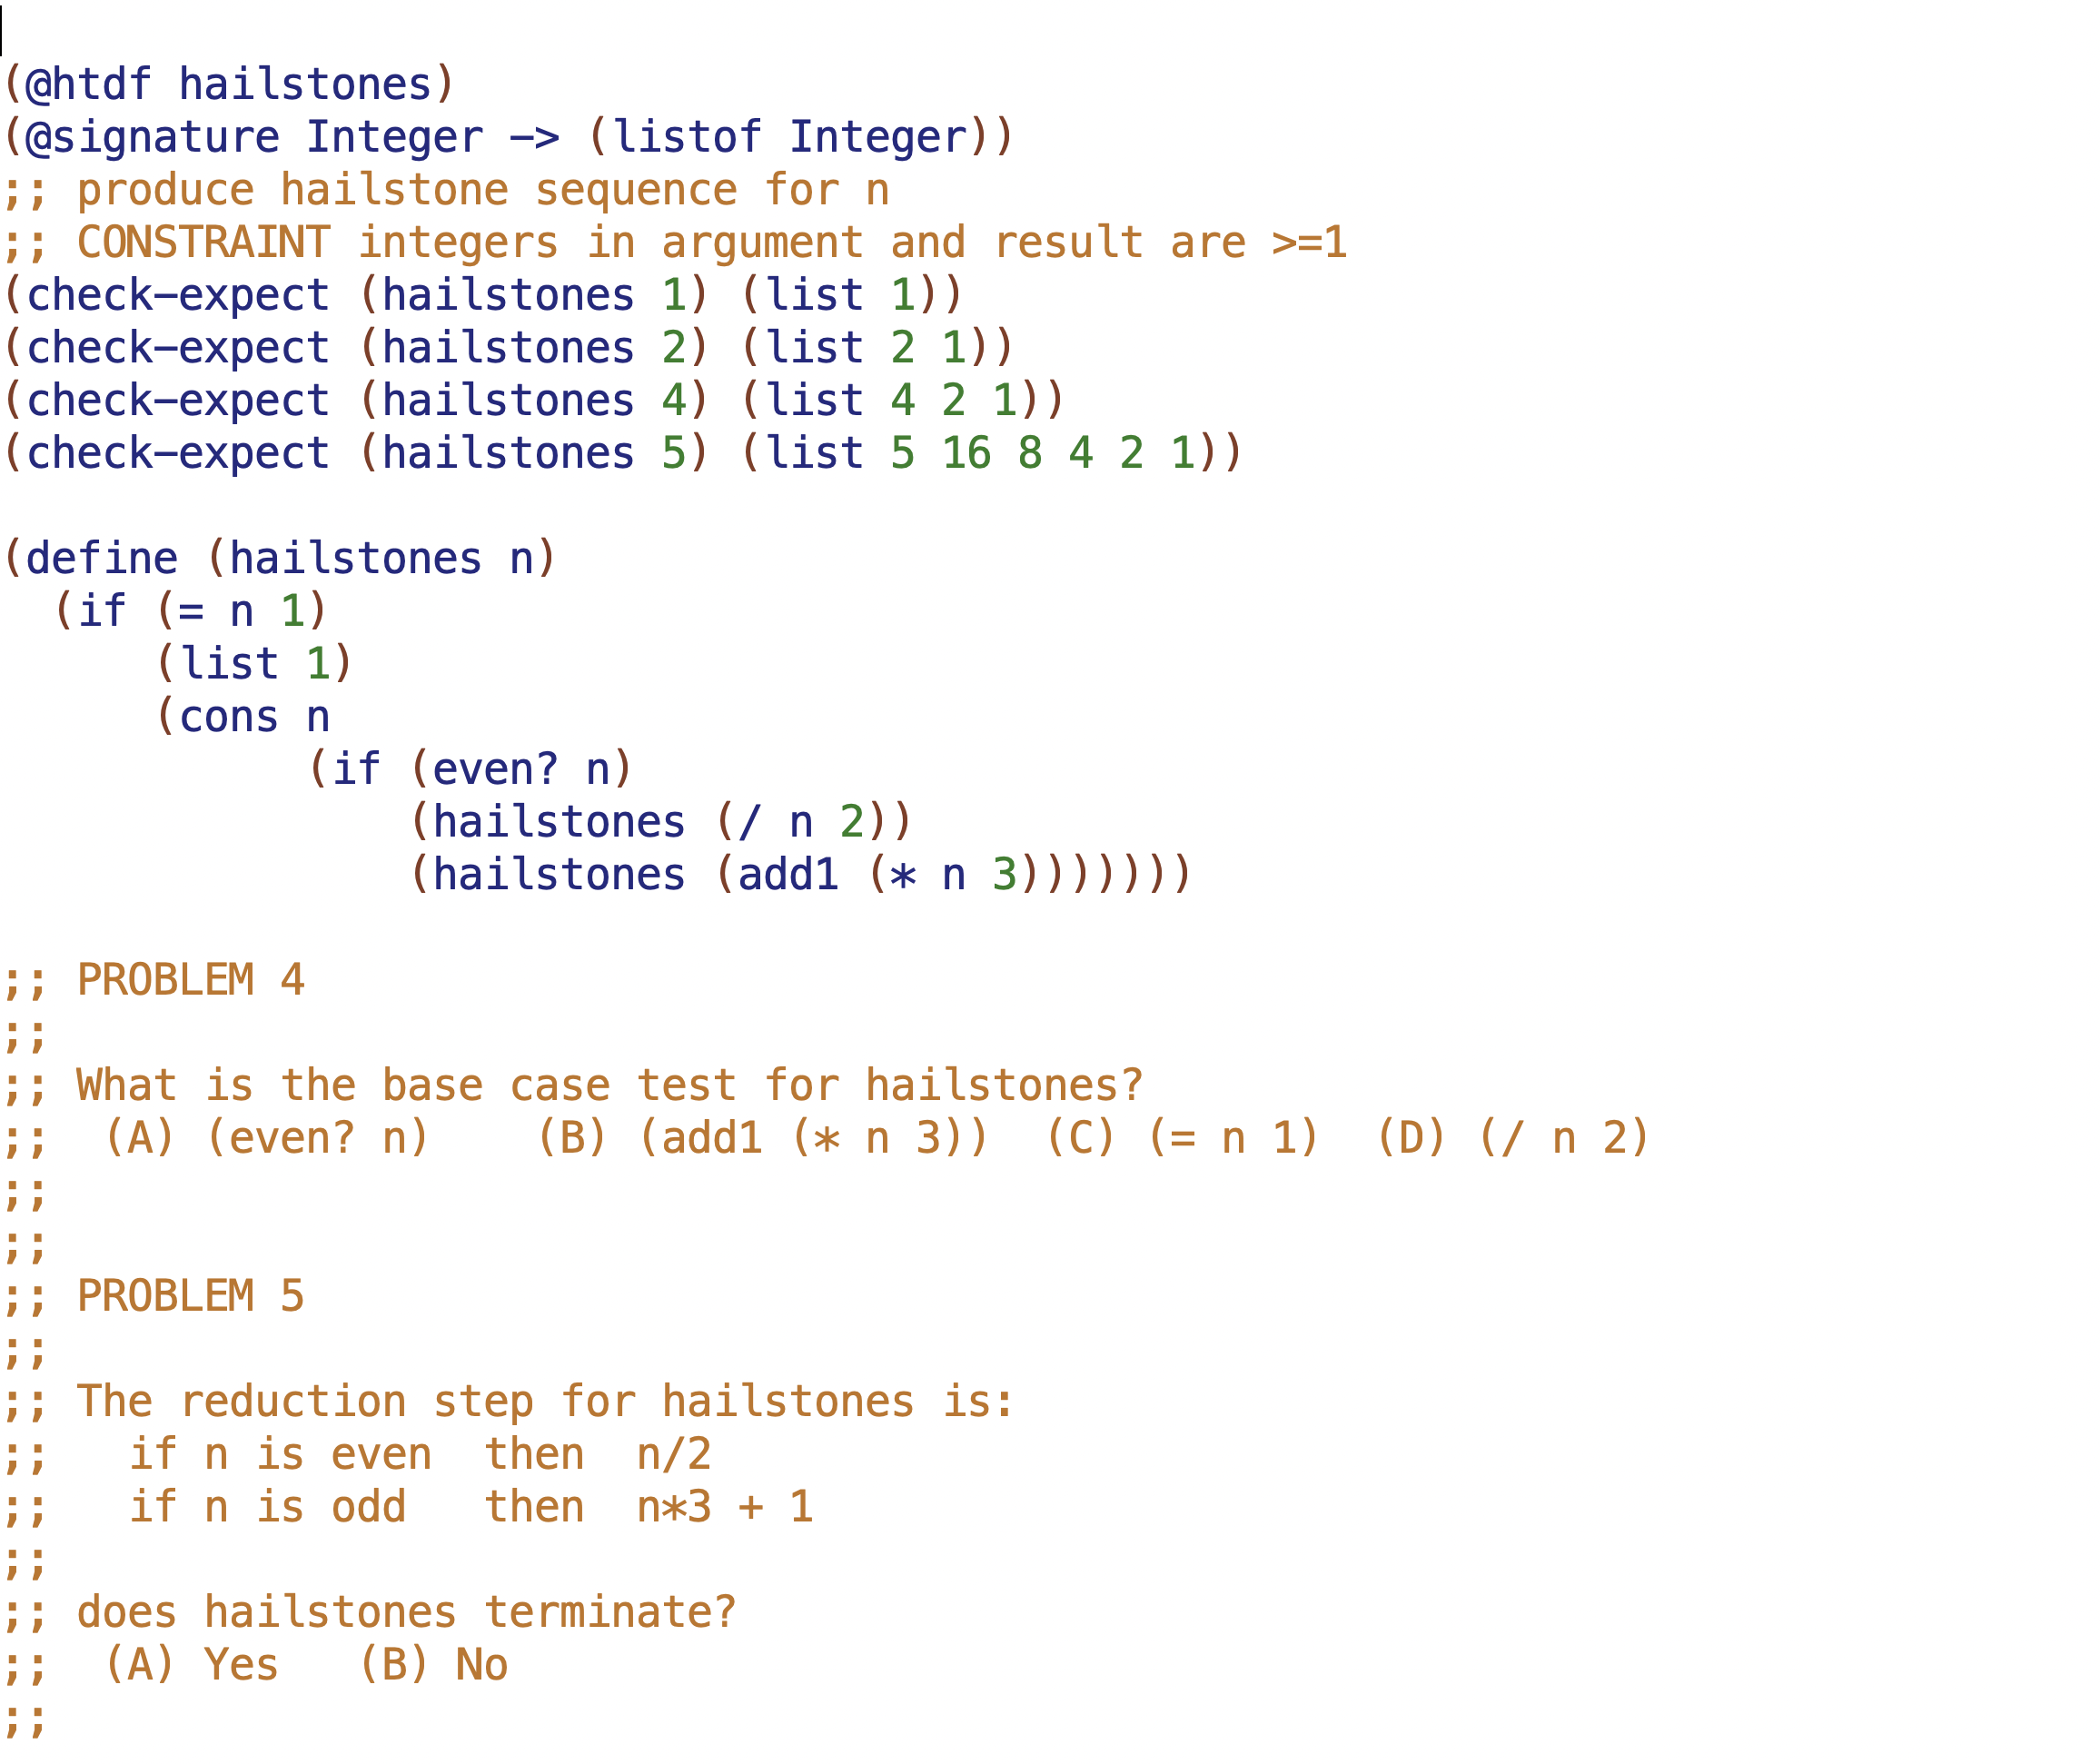 (@htdf hailstones)
(@signature Integer -> (listof Integer))
;; produce hailstone sequence for n
;; CONSTRAINT integers in argument and result are >=1
(check-expect (hailstones 1) (list 1))
(check-expect (hailstones 2) (list 2 1))
(check-expect (hailstones 4) (list 4 2 1))
(check-expect (hailstones 5) (list 5 16 8 4 2 1))

(define (hailstones n)
  (if (= n 1)
      (list 1)
      (cons n
            (if (even? n)
                (hailstones (/ n 2))
                (hailstones (add1 (* n 3)))))))

;; PROBLEM 4
;;
;; What is the base case test for hailstones?
;;  (A) (even? n)    (B) (add1 (* n 3))  (C) (= n 1)  (D) (/ n 2)
;;
;;
;; PROBLEM 5
;;
;; The reduction step for hailstones is:
;;   if n is even  then  n/2
;;   if n is odd   then  n*3 + 1
;;
;; does hailstones terminate?
;;  (A) Yes   (B) No
;;